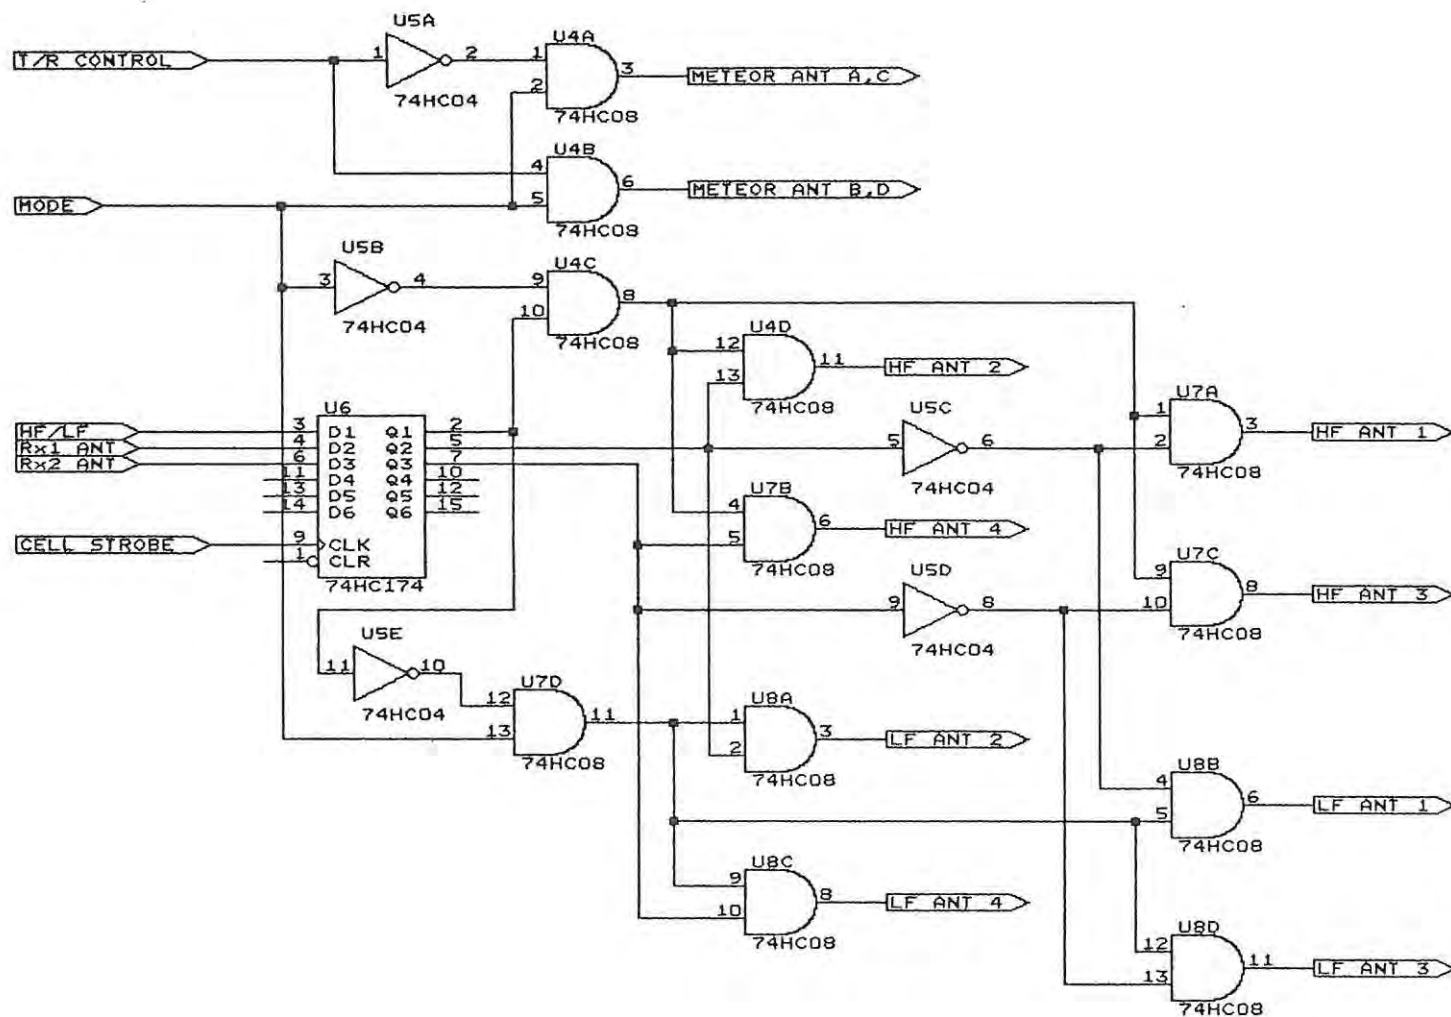 U5A
U4A
T/R CONTROL
1
2
1
3
METEOR ANT A,C
2
74HC04
74HC08
U4B
4
6
METEOR ANT B,D
MODE
5
74HC08
U5B
U4C
3
4
9
8
10
74HC04
74HC08
U4D
12
11
HF ANT 2
13
74HC08
U6
U5C
U7A
1
3
HF ANT 1
2
74HC08
HF/LF
3
D1
Q1
2
Rx1 ANT
4
D2
Q2
5
5
6
Rx2 ANT
6
D3
Q3
7
11
D4
Q4
10
74HC04
13
D5
Q5
12
14
D6
Q6
15
U7B
4
6
HF ANT 4
5
74HC08
CELL STROBE
9
CLK
1
CLR
74HC174
U5D
U7C
9
8
9
8
HF ANT 3
10
74HC04
74HC08
U5E
11
10
74HC04
U7D
12
11
13
74HC08
U8A
1
3
LF ANT 2
2
74HC08
U8B
4
6
LF ANT 1
5
74HC08
U8C
9
8
LF ANT 4
10
74HC08
U8D
12
11
LF ANT 3
13
74HC08